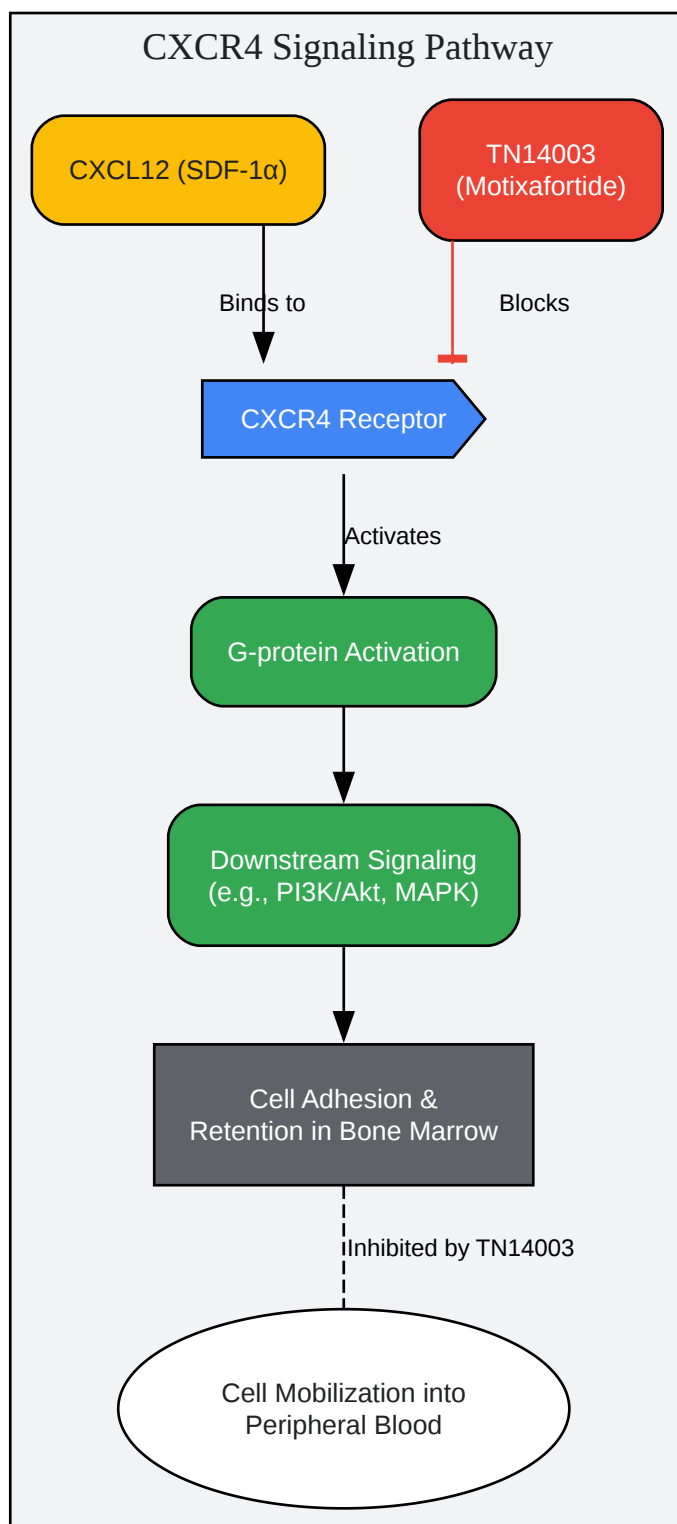 CXCR4 Signaling Pathway
CXCL12 (SDF-1α)
TN14003
(Motixafortide)
Binds to
Blocks
CXCR4 Receptor
Activates
G-protein Activation
Downstream Signaling
(e.g., PI3K/Akt, MAPK)
Cell Adhesion &
Retention in Bone Marrow
Inhibited by TN14003
Cell Mobilization into
Peripheral Blood